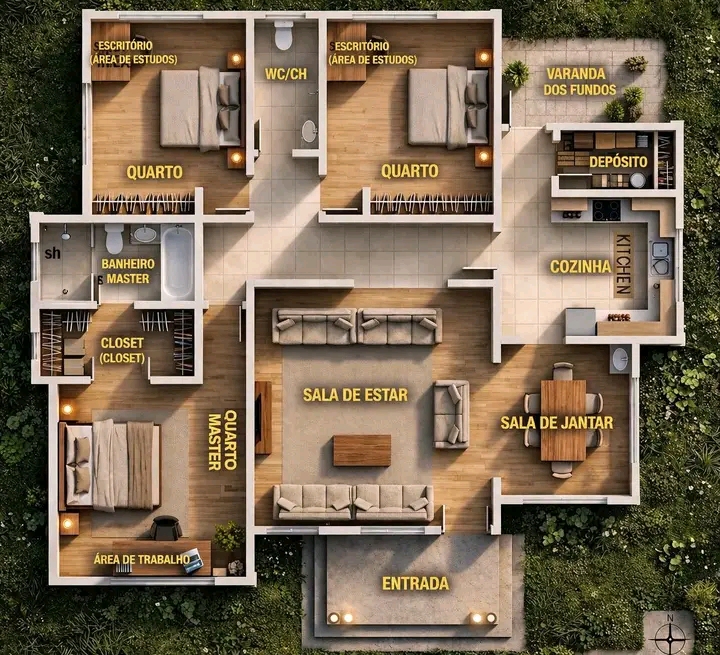 ESCRITÓRIO
(ÁREA DE ESTUDOS)
QUARTO
WC/CH
ESCRITÓRIO
(ÁREA DE ESTUDOS)
QUARTO
VARANDA
DOS FUNDOS
DEPÓSITO
COZINHA
KITCHEN
sh
BANHEIRO
MASTER
CLOSET
(CLOSET)
QUARTO
MASTER
ÁREA DE TRABALHO
SALA DE ESTAR
SALA DE JANTAR
ENTRADA
N